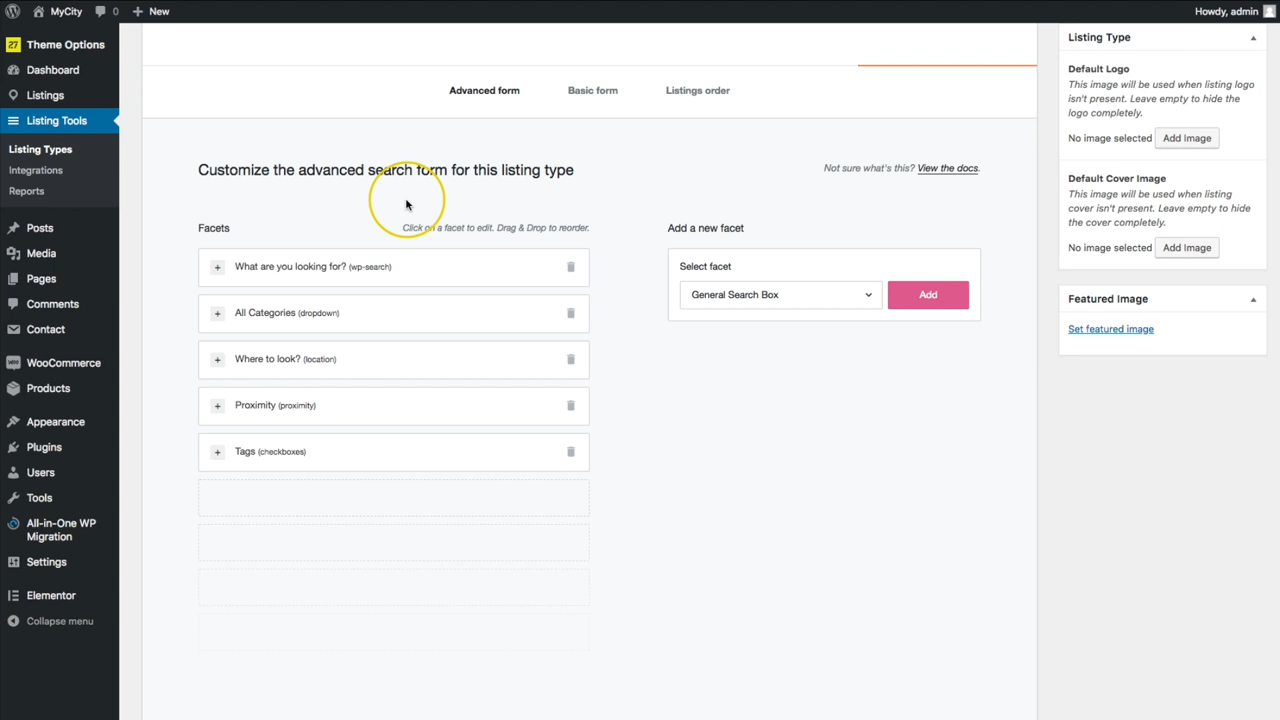 MyCity
0
New
Howdy, admin
27 Theme Options
Dashboard
Listings
Listing Tools
Listing Types
Integrations
Reports
Posts
Media
Pages
Comments
Contact
WooCommerce
Products
Appearance
Plugins
Users
Tools
All-in-One WP
Migration
Settings
Elementor
Collapse menu
Advanced form
Basic form
Listings order
Customize the advanced search form for this listing type
Not sure what's this? View the docs.
Facets
Click on a facet to edit. Drag & Drop to reorder.
+ What are you looking for? (wp-search)
+ All Categories (dropdown)
+ Where to look? (location)
+ Proximity (proximity)
+ Tags (checkboxes)
Add a new facet
Select facet
General Search Box
Add
Listing Type
Default Logo
This image will be used when listing logo
isn't present. Leave empty to hide the
logo completely.
No image selected Add Image
Default Cover Image
This image will be used when listing
cover isn't present. Leave empty to hide
the cover completely.
No image selected Add Image
Featured Image
Set featured image